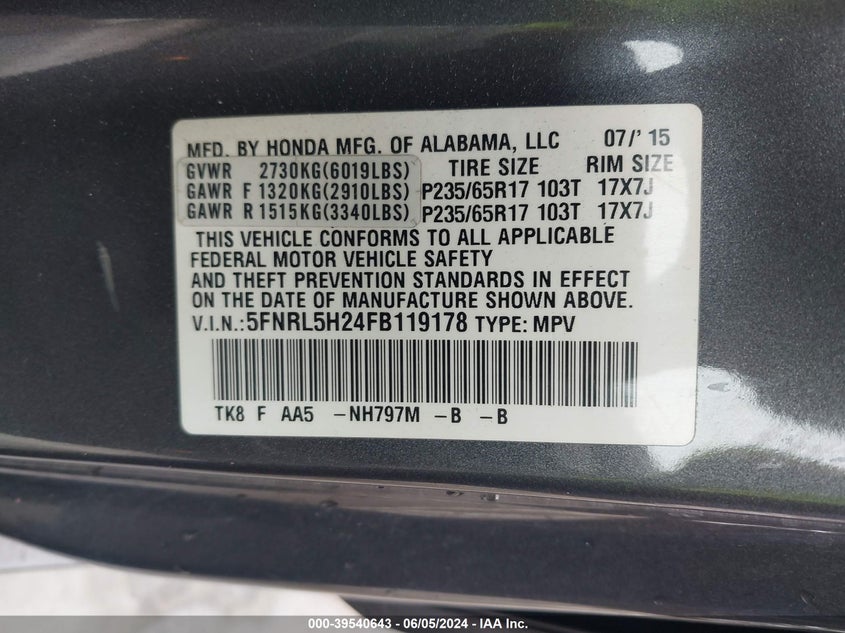 MFD. BY HONDA MFG. OF ALABAMA, LLC 07/' 15
GVWR 2730KG(6019LBS) TIRE SIZE RIM SIZE
GAWR F 1320KG(2910LBS) P235/65R17 103T 17X7J
GAWR R 1515KG(3340LBS) P235/65R17 103T 17X7J
THIS VEHICLE CONFORMS TO ALL APPLICABLE
FEDERAL MOTOR VEHICLE SAFETY
AND THEFT PREVENTION STANDARDS IN EFFECT
ON THE DATE OF MANUFACTURE SHOWN ABOVE.
V.I.N.:5FNRL5H24FB119178 TYPE: MPV
TK8 F AA5 -NH797M -B -B
000-39540643 - 06/05/2024 - IAA Inc.